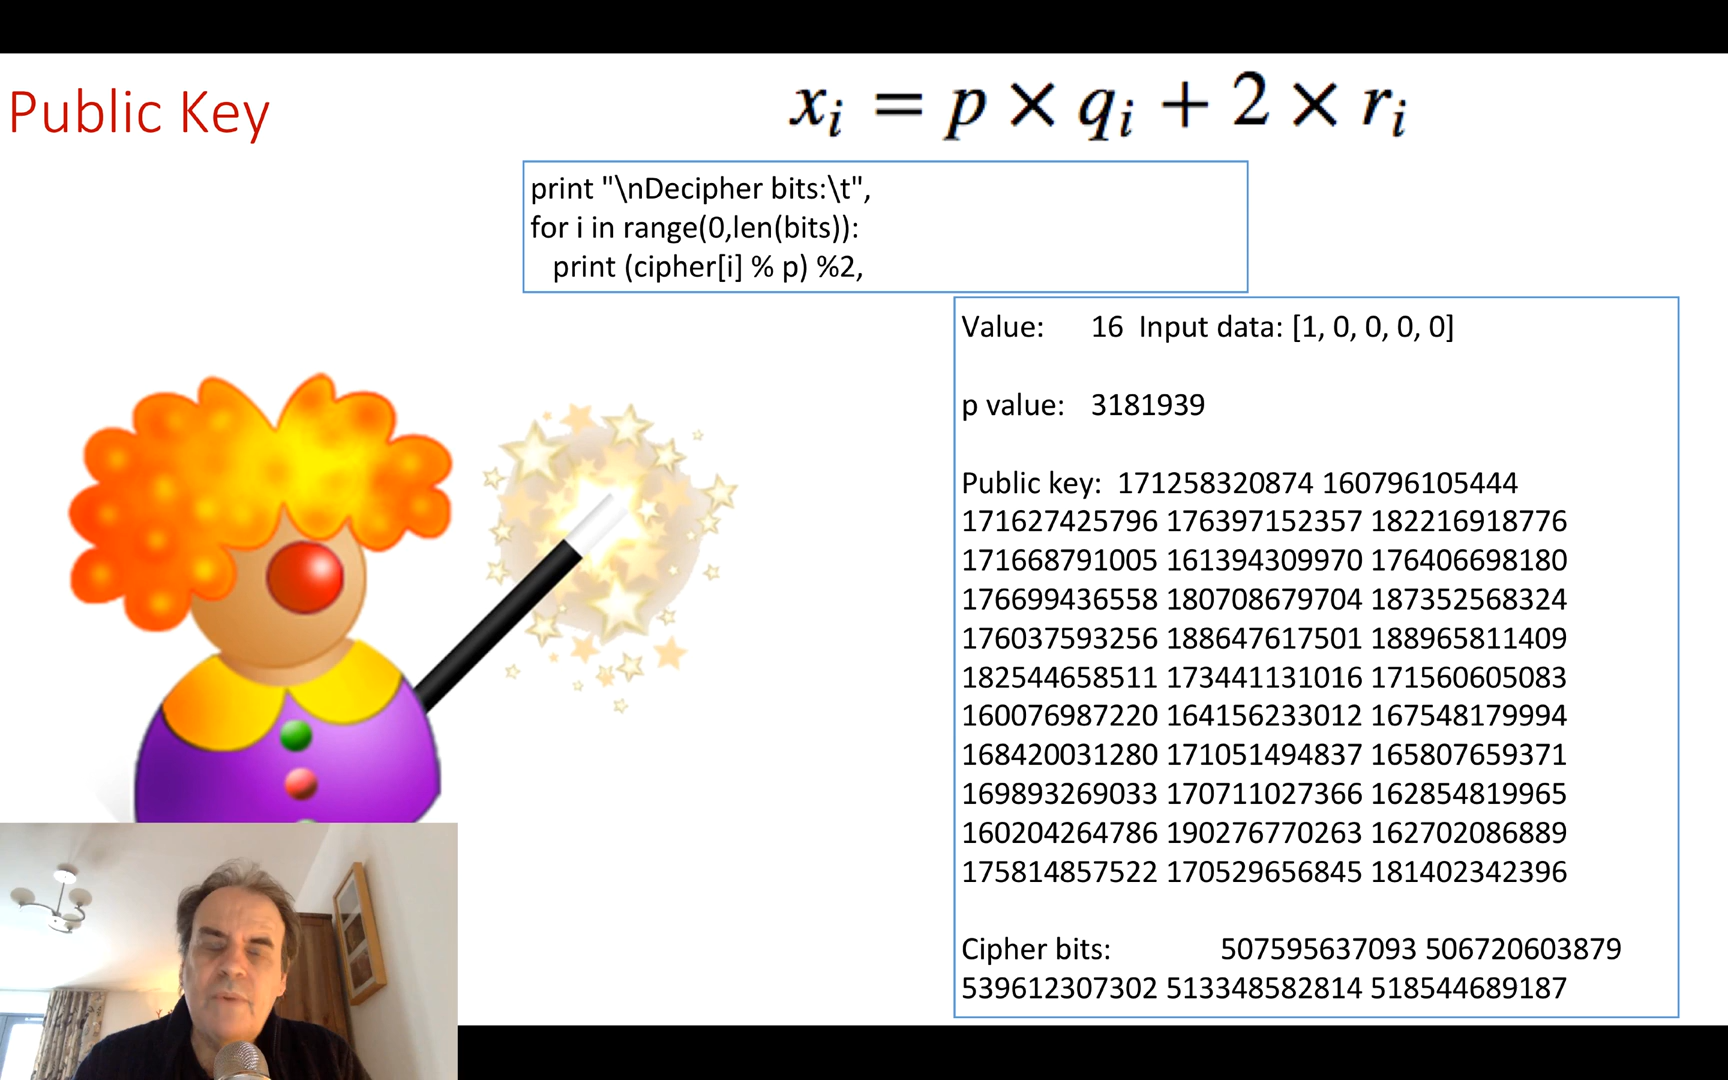 Public Key
xᵢ = p × qᵢ + 2 × rᵢ
print "\nDecipher bits:\t",
for i in range(0,len(bits)):
print (cipher[i] % p) %2,
Value: 16 Input data: [1, 0, 0, 0, 0]
p value: 3181939
Public key: 171258320874 160796105444
171627425796 176397152357 182216918776
171668791005 161394309970 176406698180
176699436558 180708679704 187352568324
176037593256 188647617501 188965811409
182544658511 173441131016 171560605083
160076987220 164156233012 167548179994
168420031280 171051494837 165807659371
169893269033 170711027366 162854819965
160204264786 190276770263 162702086889
175814857522 170529656845 181402342396
Cipher bits: 507595637093 506720603879
539612307302 513348582814 518544689187